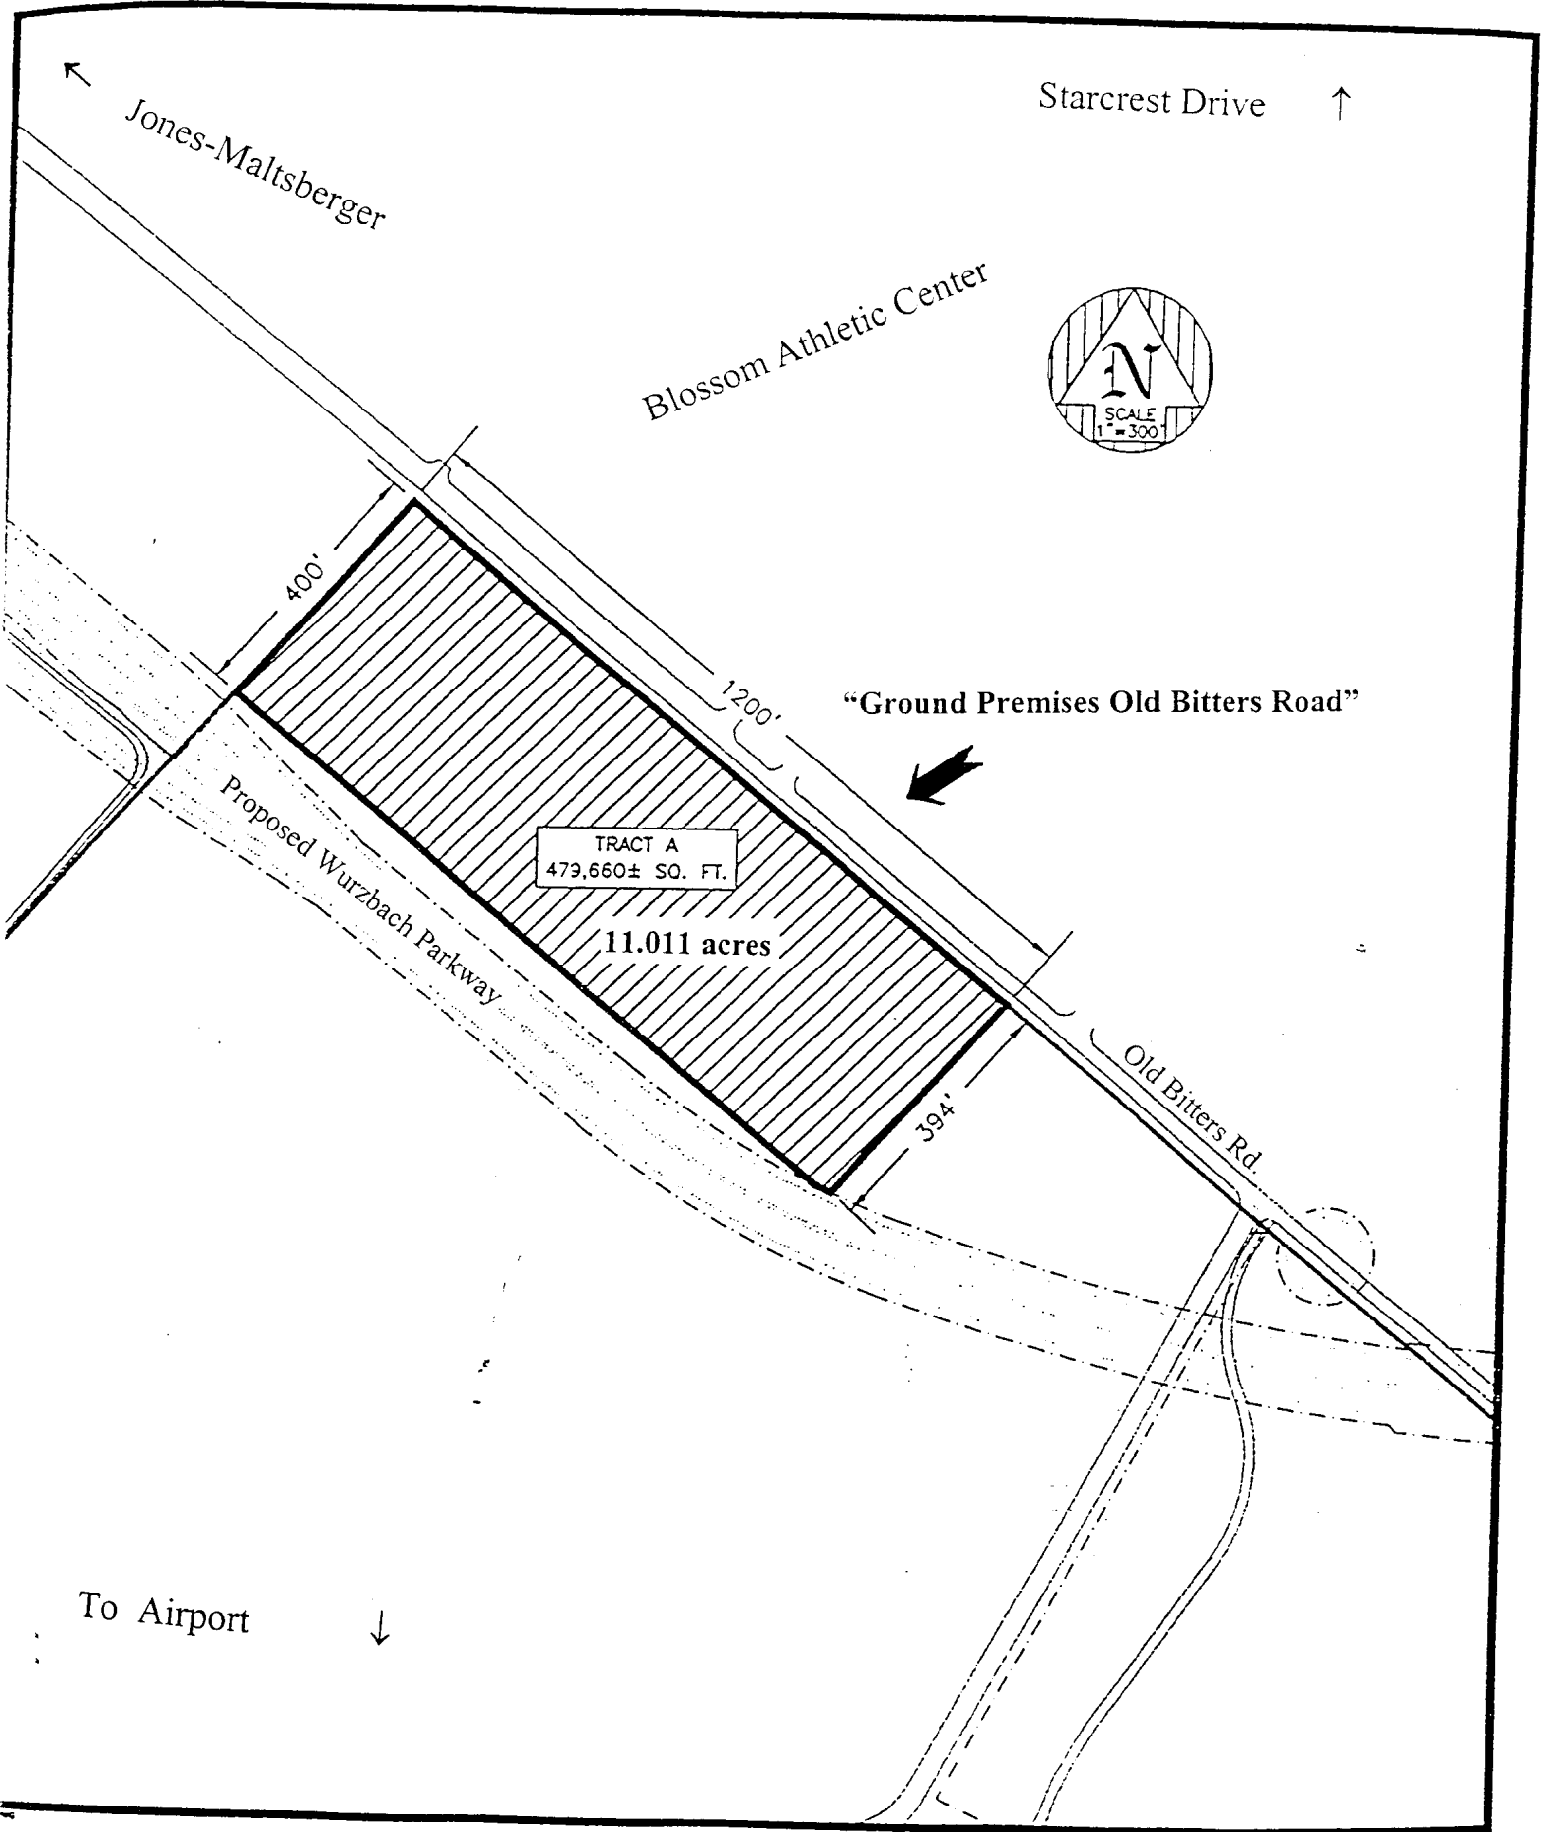 Starcrest Drive ↑
↖ Jones-Maltsberger
Blossom Athletic Center
N
SCALE
1"=300'
400'
1200'
"Ground Premises Old Bitters Road"
Proposed Wurzbach Parkway
TRACT A
479,660± SQ. FT.
11.011 acres
394'
Old Bitters Rd.
To Airport ↓